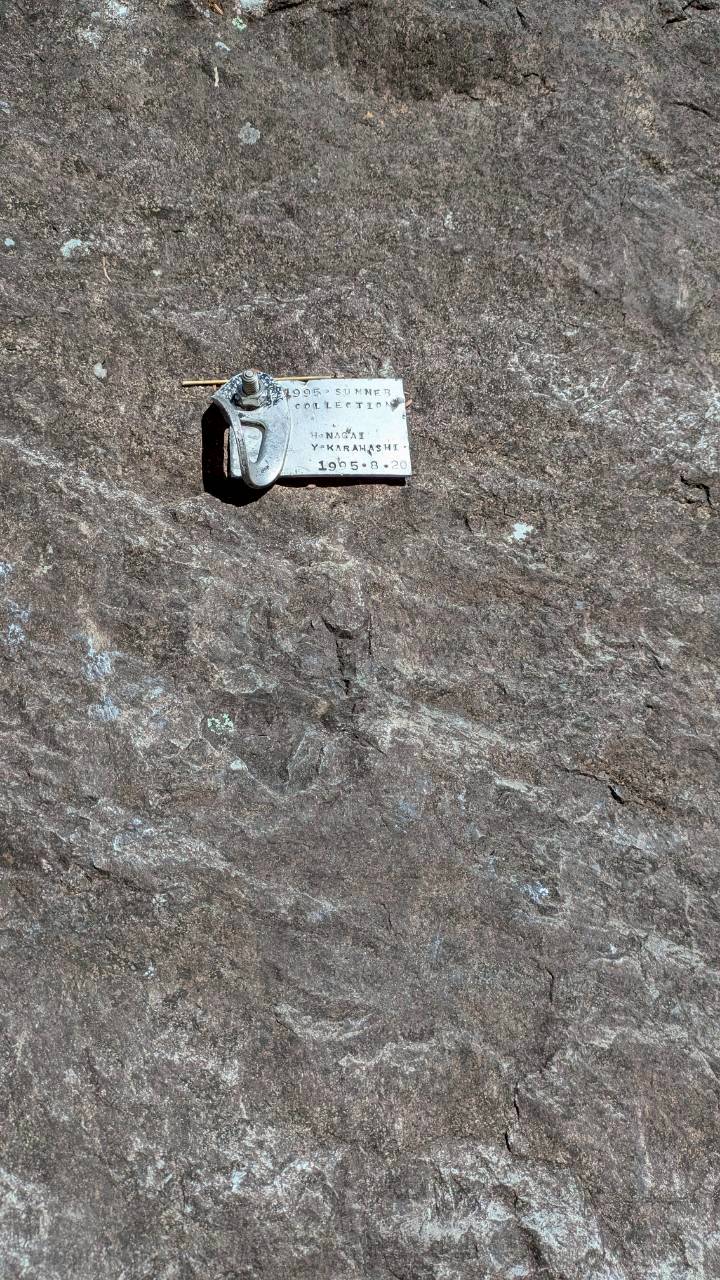 1995・SUMMER
COLLECTION
H・NAGAI
Y・KARAHASHI・
1995・8・20